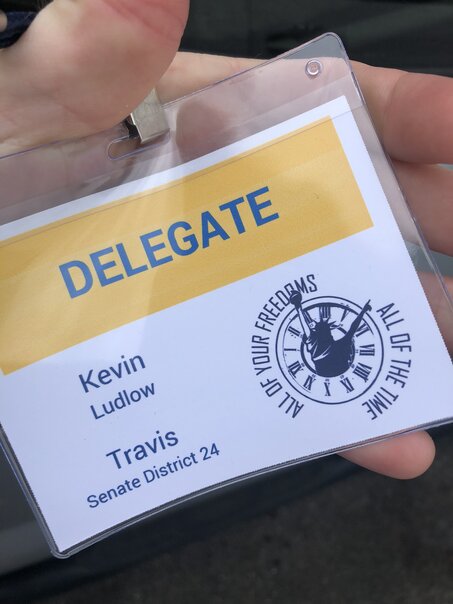 DELEGATE
Kevin
Ludlow
Travis
Senate District 24
ALL OF YOUR FREEDOMS
ALL OF THE TIME